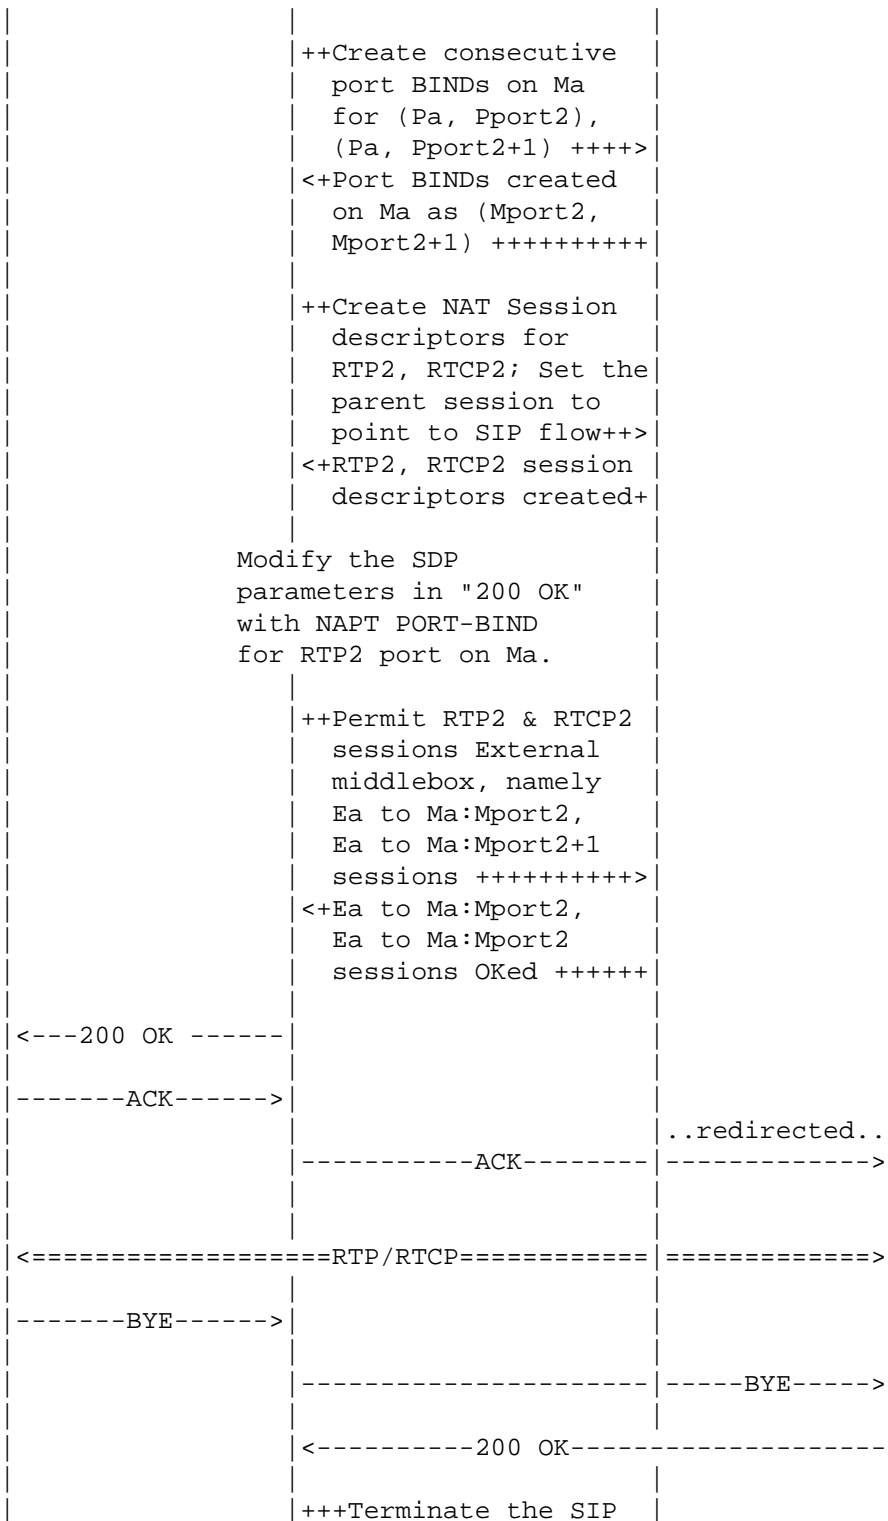 |                 |                      |
|                 |++Create consecutive  |
|                 |  port BINDs on Ma    |
|                 |  for (Pa, Pport2),   |
|                 |  (Pa, Pport2+1) ++++>|
|                 |<+Port BINDs created  |
|                 |  on Ma as (Mport2,   |
|                 |  Mport2+1) ++++++++++|
|                 |                      |
|                 |++Create NAT Session  |
|                 |  descriptors for     |
|                 |  RTP2, RTCP2; Set the|
|                 |  parent session to   |
|                 |  point to SIP flow++>|
|                 |<+RTP2, RTCP2 session |
|                 |  descriptors created+|
|                 |                      |
|             Modify the SDP             |
|             parameters in "200 OK"     |
|             with NAPT PORT-BIND        |
|             for RTP2 port on Ma.       |
|                 |                      |
|                 |++Permit RTP2 & RTCP2 |
|                 |  sessions External   |
|                 |  middlebox, namely   |
|                 |  Ea to Ma:Mport2,    |
|                 |  Ea to Ma:Mport2+1   |
|                 |  sessions ++++++++++>|
|                 |<+Ea to Ma:Mport2,    |
|                 |  Ea to Ma:Mport2     |
|                 |  sessions OKed ++++++|
|                 |                      |
|<---200 OK ------|                      |
|                 |                      |
|-------ACK------>|                      |
|                 |                      |..redirected..
|                 |-----------ACK--------|------------->
|                 |                      |
|                 |                      |
|<===================RTP/RTCP============|=============>
|                 |                      |
|-------BYE------>|                      |
|                 |                      |
|                 |----------------------|-----BYE----->
|                 |                      |
|                 |<----------200 OK--------------------
|                 |                      |
|                 |+++Terminate the SIP  |